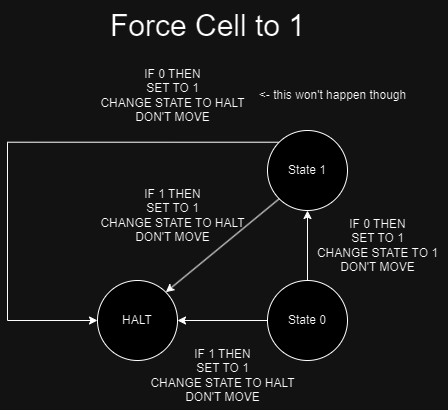 Force Cell to 1
IF 0 THEN
SET TO 1
CHANGE STATE TO HALT
DON'T MOVE
<- this won't happen though
State 1
IF 1 THEN
SET TO 1
CHANGE STATE TO HALT
DON'T MOVE
IF 0 THEN
SET TO 1
CHANGE STATE TO 1
DON'T MOVE
HALT
State 0
IF 1 THEN
SET TO 1
CHANGE STATE TO HALT
DON'T MOVE